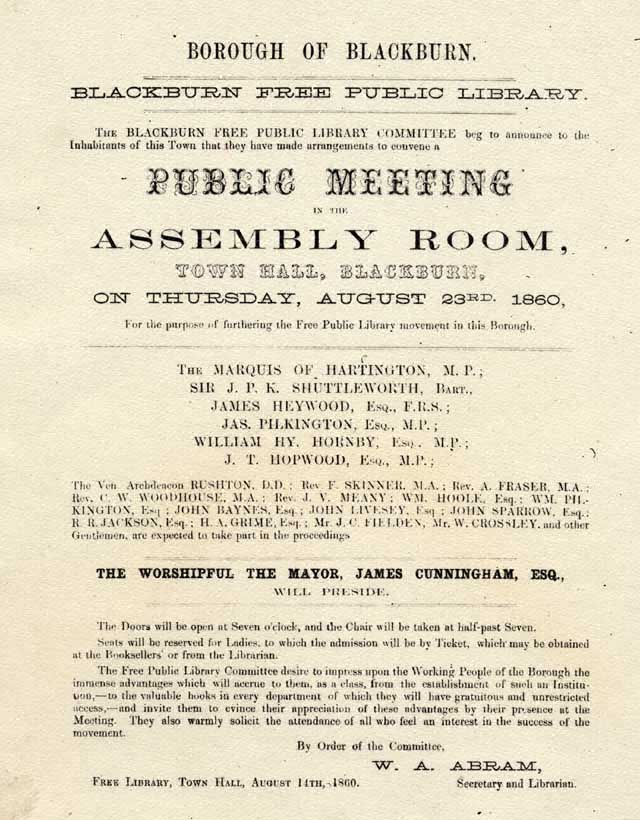 BOROUGH OF BLACKBURN.
BLACKBURN FREE PUBLIC LIBRARY.
THE BLACKBURN FREE PUBLIC LIBRARY COMMITTEE beg to announce to the
Inhabitants of this Town that they have made arrangements to convene a
PUBLIC MEETING
IN THE
ASSEMBLY ROOM,
TOWN HALL, BLACKBURN,
ON THURSDAY, AUGUST 23RD. 1860,
For the purpose of furthering the Free Public Library movement in this Borough.
THE MARQUIS OF HARTINGTON, M.P.;
SIR J. P. K. SHUTTLEWORTH, BART.,
JAMES HEYWOOD, ESQ., F.R.S.;
JAS. PILKINGTON, ESQ., M.P.;
WILLIAM HY. HORNBY, ESQ., M.P.;
J. T. HOPWOOD, ESQ., M.P.;
The Ven. Archdeacon RUSHTON, D.D.; Rev F. SKINNER, M.A.; Rev. A. FRASER, M.A.;
Rev. C. W. WOODHOUSE, M.A.; Rev. J. V. MEANY; WM. HOOLE, Esq.; WM. PIL-
KINGTON, Esq.; JOHN BAYNES, Esq.; JOHN LIVESEY, Esq.; JOHN SPARROW, Esq.;
R. R. JACKSON, Esq.; H. A. GRIME, Esq.; Mr. J. C. FIELDEN, Mr. W. CROSSLEY, and other
Gentlemen, are expected to take part in the proceedings
THE WORSHIPFUL THE MAYOR, JAMES CUNNINGHAM, ESQ.,
WILL PRESIDE.
The Doors will be open at Seven o'clock, and the Chair will be taken at half-past Seven.
Seats will be reserved for Ladies, to which the admission will be by Ticket, which may be obtained
at the Booksellers' or from the Librarian.
The Free Public Library Committee desire to impress upon the Working People of the Borough the
immense advantages which will accrue to them, as a class, from the establishment of such an Institu-
tion,—to the valuable books in every department of which they will have gratuitous and unrestricted
access,—and invite them to evince their appreciation of these advantages by their presence at the
Meeting. They also warmly solicit the attendance of all who feel an interest in the success of the
movement.
By Order of the Committee,
W. A. ABRAM,
FREE LIBRARY, TOWN HALL, AUGUST 14TH, 1860. Secretary and Librarian.